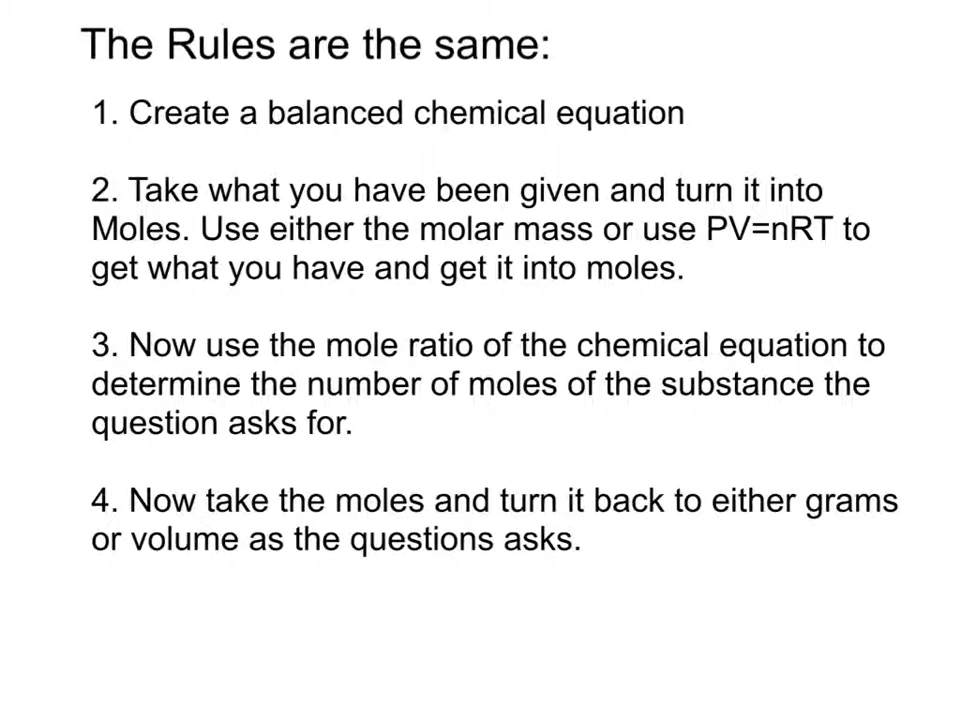 The Rules are the same:
1. Create a balanced chemical equation
2. Take what you have been given and turn it into
Moles. Use either the molar mass or use PV=nRT to
get what you have and get it into moles.
3. Now use the mole ratio of the chemical equation to
determine the number of moles of the substance the
question asks for.
4. Now take the moles and turn it back to either grams
or volume as the questions asks.